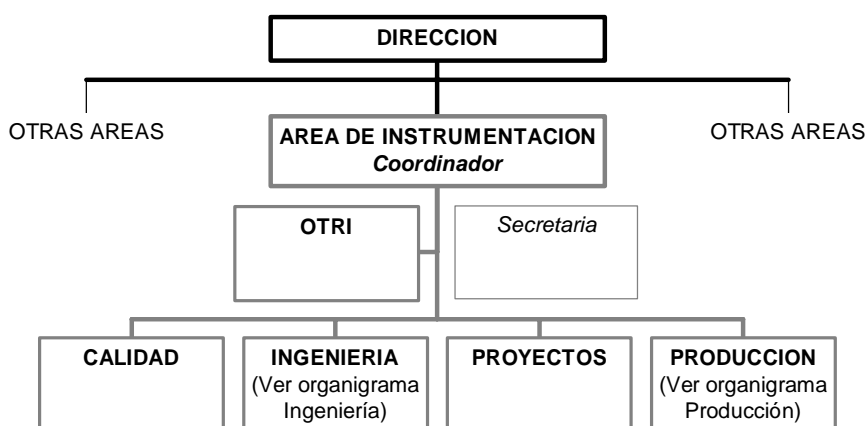 DIRECCION
OTRAS AREAS
OTRAS AREAS
AREA DE INSTRUMENTACION
Coordinador
OTRI
Secretaria
CALIDAD
INGENIERIA
(Ver organigrama
Ingeniería)
PROYECTOS
PRODUCCION
(Ver organigrama
Producción)